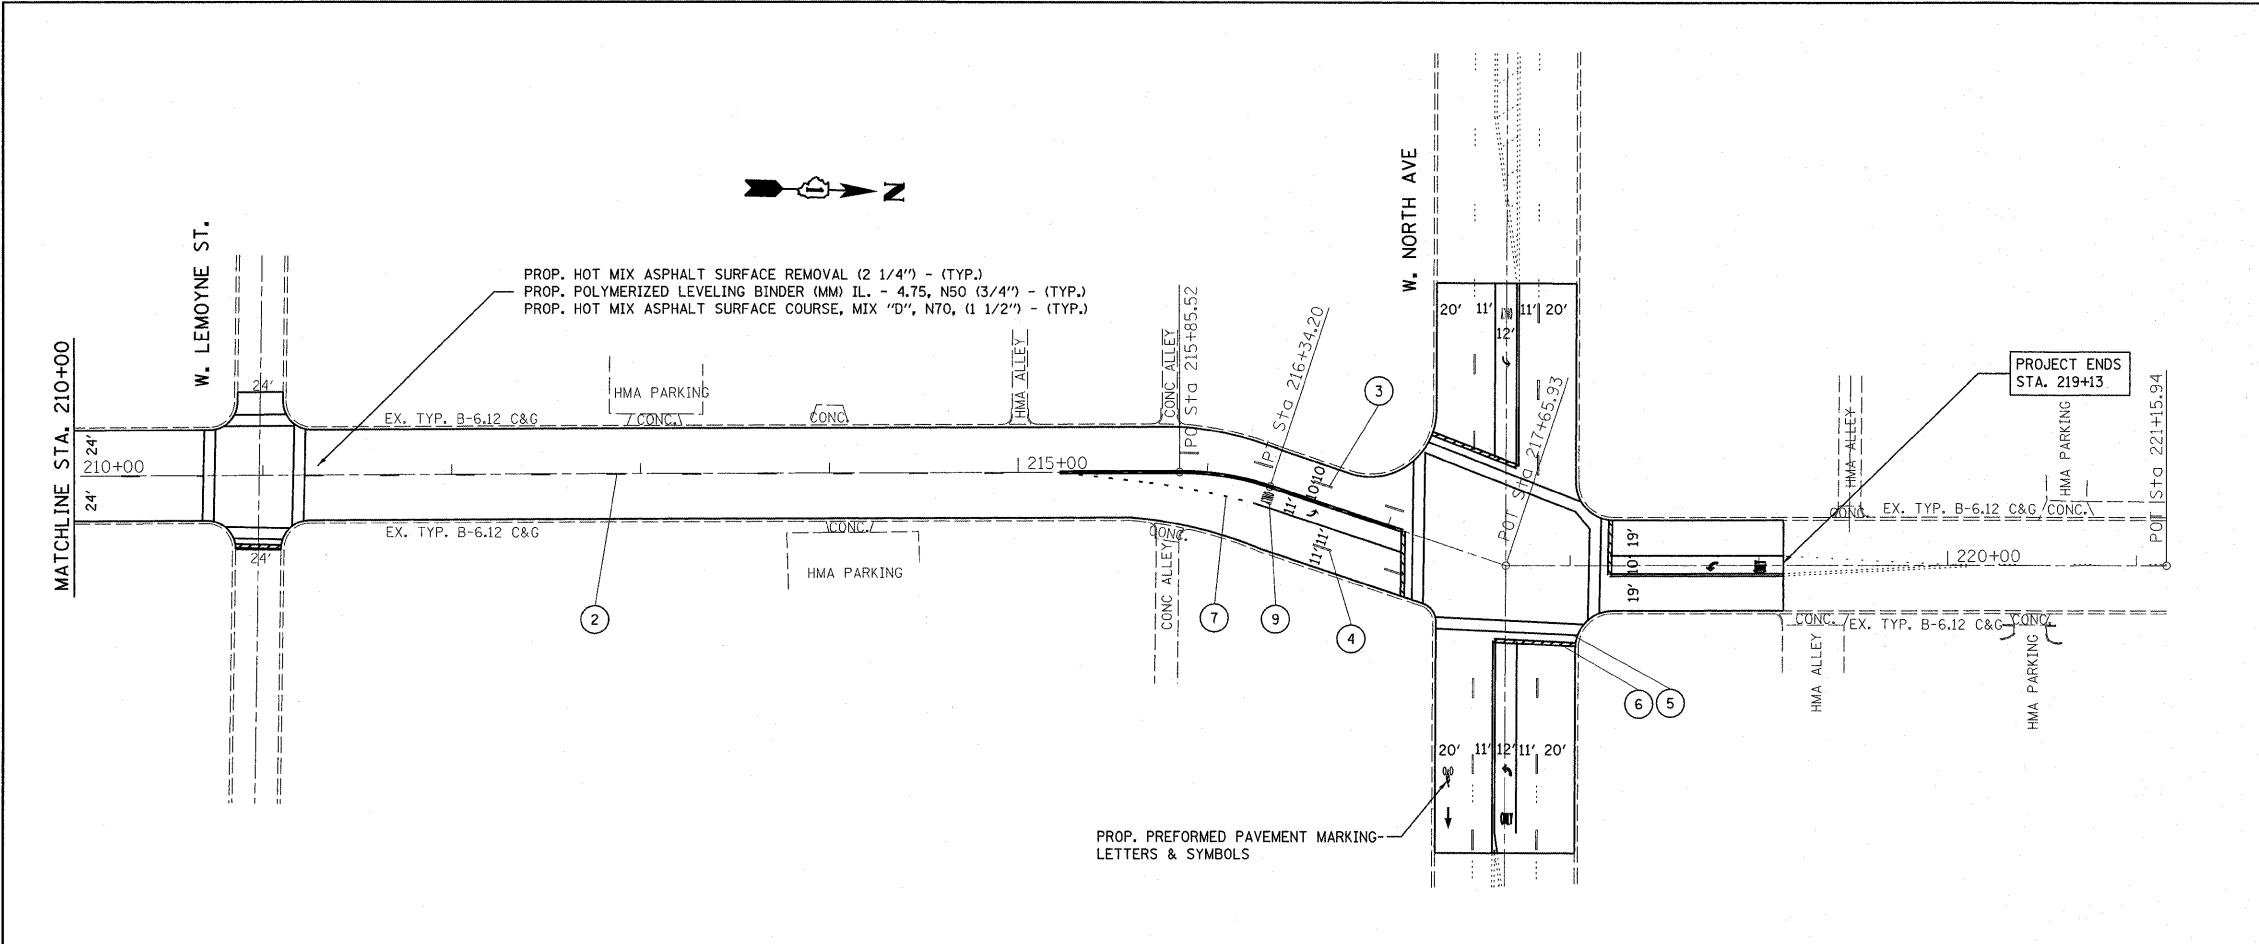 W. LEMOYNE ST.
MATCHLINE STA. 210+00
24'
24'
24'
24'
210+00
PROP. HOT MIX ASPHALT SURFACE REMOVAL (2 1/4") - (TYP.)
PROP. POLYMERIZED LEVELING BINDER (MM) IL. - 4.75, N50 (3/4") - (TYP.)
PROP. HOT MIX ASPHALT SURFACE COURSE, MIX "D", N70, (1 1/2") - (TYP.)
N
1
EX. TYP. B-6.12 C&G
EX. TYP. B-6.12 C&G
HMA PARKING
CONC.
CONC.
CONC.
HMA PARKING
HMA ALLEY
CONC ALLEY
215+00
Sta 215+85.52
Sta 216+34.20
CONC.
CONC ALLEY
2
3
4
5
6
7
9
10'
10'
11'
11'
11'
ONLY
W. NORTH AVE
20'
11'
12'
11'
20'
ONLY
POT Sta 217+65.93
20'
11'
12'
11'
20'
ONLY
PROP. PREFORMED PAVEMENT MARKING-
LETTERS & SYMBOLS
19'
10'
19'
PROJECT ENDS
STA. 219+13
HMA ALLEY
HMA PARKING
CONC.
EX. TYP. B-6.12 C&G
CONC.
220+00
POT Sta 221+15.94
CONC.
EX. TYP. B-6.12 C&G
CONC.
HMA ALLEY
HMA PARKING